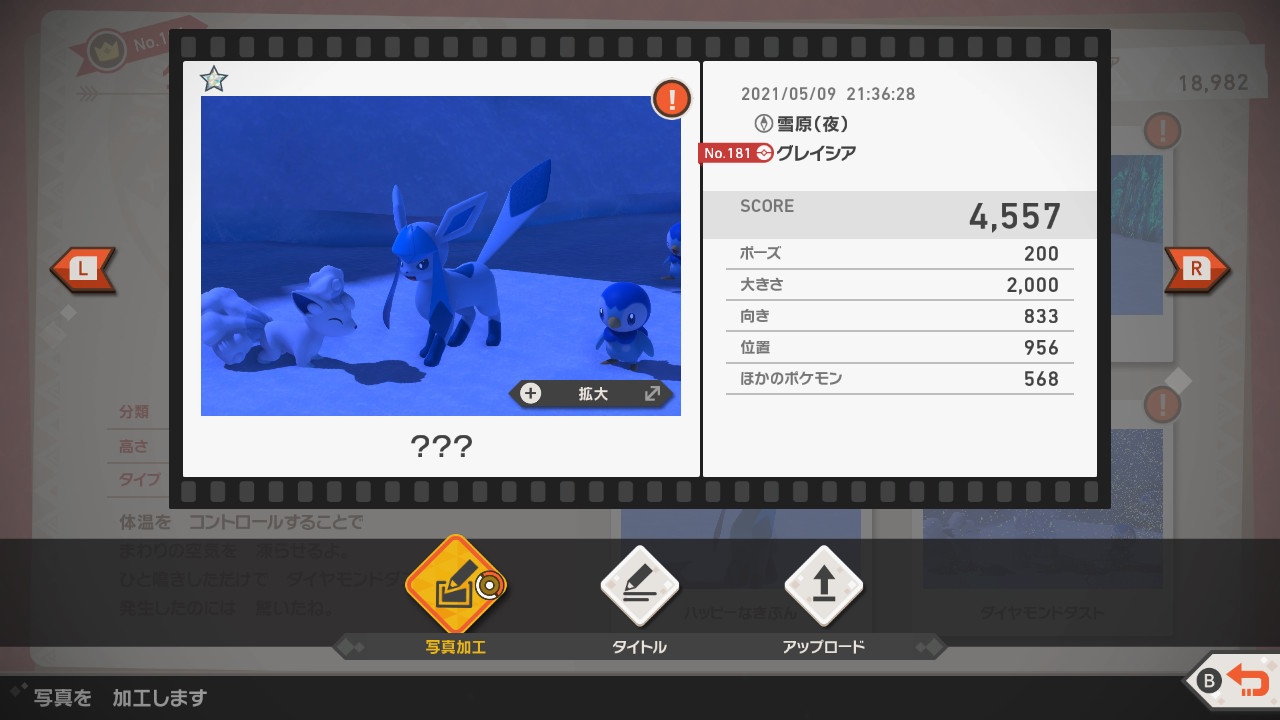 No.1
18,982
2021/05/09 21:36:28
雪原(夜)
No.181 グレイシア
SCORE 4,557
ポーズ 200
大きさ 2,000
向き 833
位置 956
ほかのポケモン 568
L
R
拡大
???
分類
高さ
タイプ
体温を コントロールすることで
まわりの空気を 凍らせるよ。
ひと噴きしただけで ダイヤモンドダ
発生したのには 驚いたね。
ハッピーなきぶん
ダイヤモンドダスト
写真加工
タイトル
アップロード
写真を 加工します
B